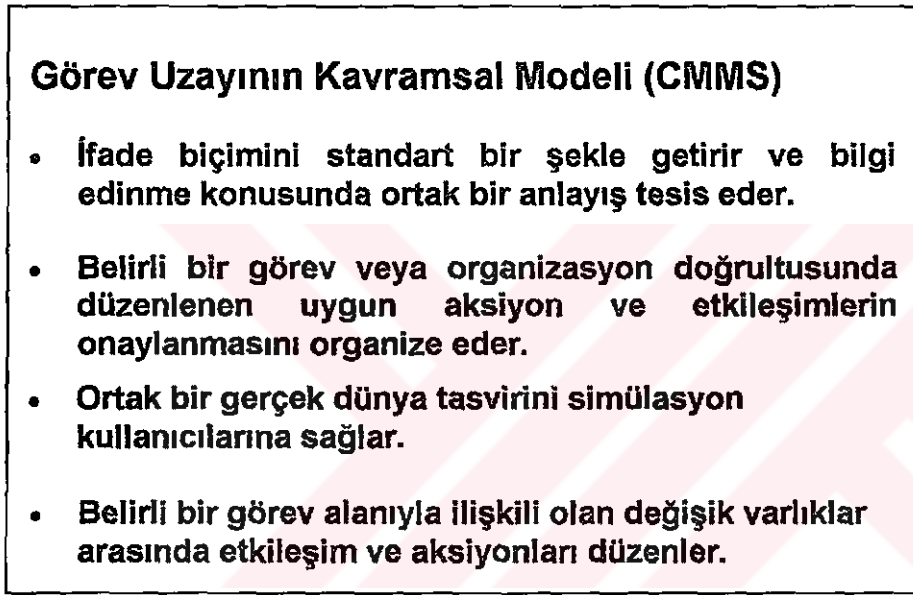 Görev Uzayının Kavramsal Modeli (CMMS)
• İfade biçimini standart bir şekle getirir ve bilgi
edinme konusunda ortak bir anlayış tesis eder.
• Belirli bir görev veya organizasyon doğrultusunda
düzenlenen uygun aksiyon ve etkileşimlerin
onaylanmasını organize eder.
• Ortak bir gerçek dünya tasvirini simülasyon
kullanıcılarına sağlar.
• Belirli bir görev alanıyla ilişkili olan değişik varlıklar
arasında etkileşim ve aksiyonları düzenler.